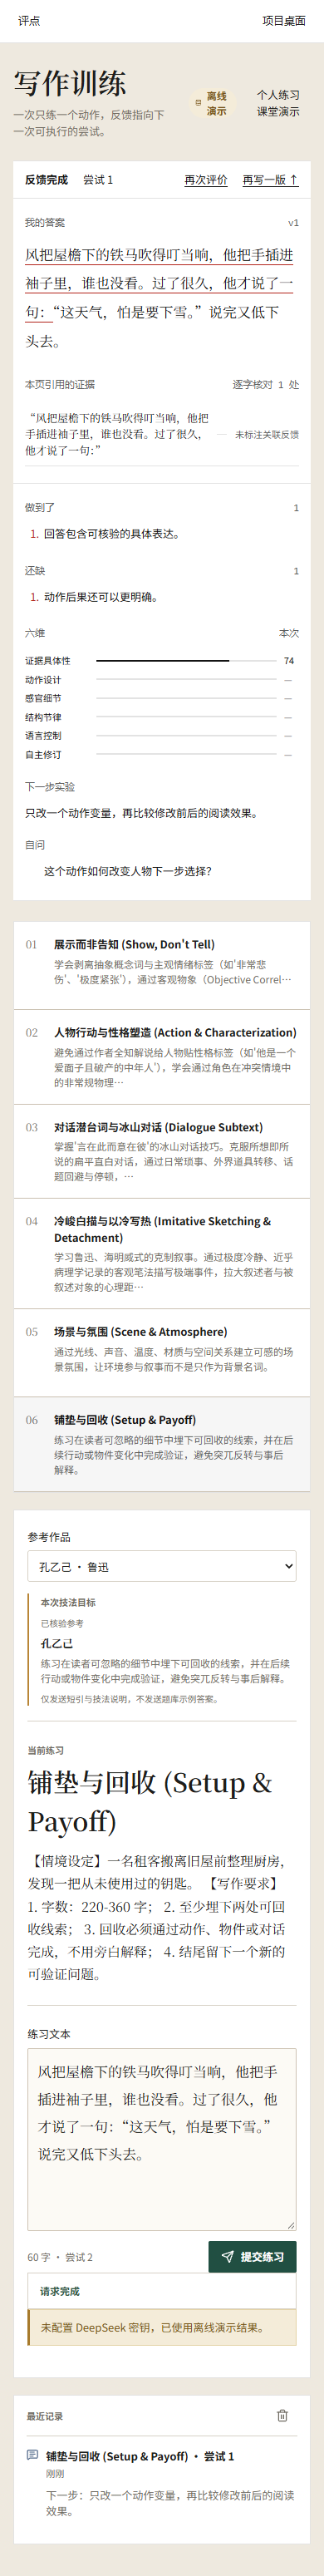 评点
项目桌面
写作训练
一次只练一个动作，反馈指向下
一次可执行的尝试。
离线
演示
个人练习
课堂演示
反馈完成 尝试 1
再次评价 再写一版 ↑
我的答案
v1
风把屋檐下的铁马吹得叮当响，他把手插进
袖子里，谁也没看。过了很久，他才说了一
句：“这天气，怕是要下雪。”说完又低下
头去。
本页引用的证据
逐字核对 1 处
“风把屋檐下的铁马吹得叮当响，他把
手插进袖子里，谁也没看。过了很久，
他才说了一句：”
未标注关联反馈
做到了
1
1. 回答包含可核验的具体表达。
还缺
1
1. 动作后果还可以更明确。
六维
本次
证据具体性
74
动作设计
—
感官细节
—
结构节律
—
语言控制
—
自主修订
—
下一步实验
只改一个动作变量，再比较修改前后的阅读效果。
自问
这个动作如何改变人物下一步选择？
01
展示而非告知 (Show, Don't Tell)
学会剥离抽象概念词与主观情绪标签（如'非常悲
伤'、'极度紧张'），通过客观物象（Objective Correl…
02
人物行动与性格塑造 (Action & Characterization)
避免通过作者全知解说给人物贴性格标签（如'他是一个
爱面子且破产的中年人'），学会通过角色在冲突情境中
的非常规物理…
03
对话潜台词与冰山对话 (Dialogue Subtext)
掌握'言在此而意在彼'的冰山对话技巧。克服所想即所
说的扁平直白对话，通过日常琐事、外界道具转移、话
题回避与停顿，…
04
冷峻白描与以冷写热 (Imitative Sketching &
Detachment)
学习鲁迅、海明威式的克制叙事。通过极度冷静、近乎
病理学记录的客观笔法描写极端事件，拉大叙述者与被
叙述对象的心理距…
05
场景与氛围 (Scene & Atmosphere)
通过光线、声音、温度、材质与空间关系建立可感的场
景氛围，让环境参与叙事而不是只作为背景名词。
06
铺垫与回收 (Setup & Payoff)
练习在读者可忽略的细节中埋下可回收的线索，并在后
续行动或物件变化中完成验证，避免突兀反转与事后
解释。
参考作品
孔乙己 · 鲁迅
本次技法目标
已核验参考
孔乙己
练习在读者可忽略的细节中埋下可回收的线索，并在后续
行动或物件变化中完成验证，避免突兀反转与事后解释。
仅发送短引与技法说明，不发送题库示例答案。
当前练习
铺垫与回收 (Setup &
Payoff)
【情境设定】一名租客搬离旧屋前整理厨房，
发现一把从未使用过的钥匙。 【写作要求】
1. 字数：220-360 字； 2. 至少埋下两处可回
收线索； 3. 回收必须通过动作、物件或对话
完成，不用旁白解释； 4. 结尾留下一个新的
可验证问题。
练习文本
风把屋檐下的铁马吹得叮当响，他把手
插进袖子里，谁也没看。过了很久，他
才说了一句：“这天气，怕是要下雪。”
说完又低下头去。
60 字 · 尝试 2
提交练习
请求完成
未配置 DeepSeek 密钥，已使用离线演示结果。
最近记录
铺垫与回收 (Setup & Payoff) · 尝试 1
刚刚
下一步：只改一个动作变量，再比较修改前后的阅读
效果。